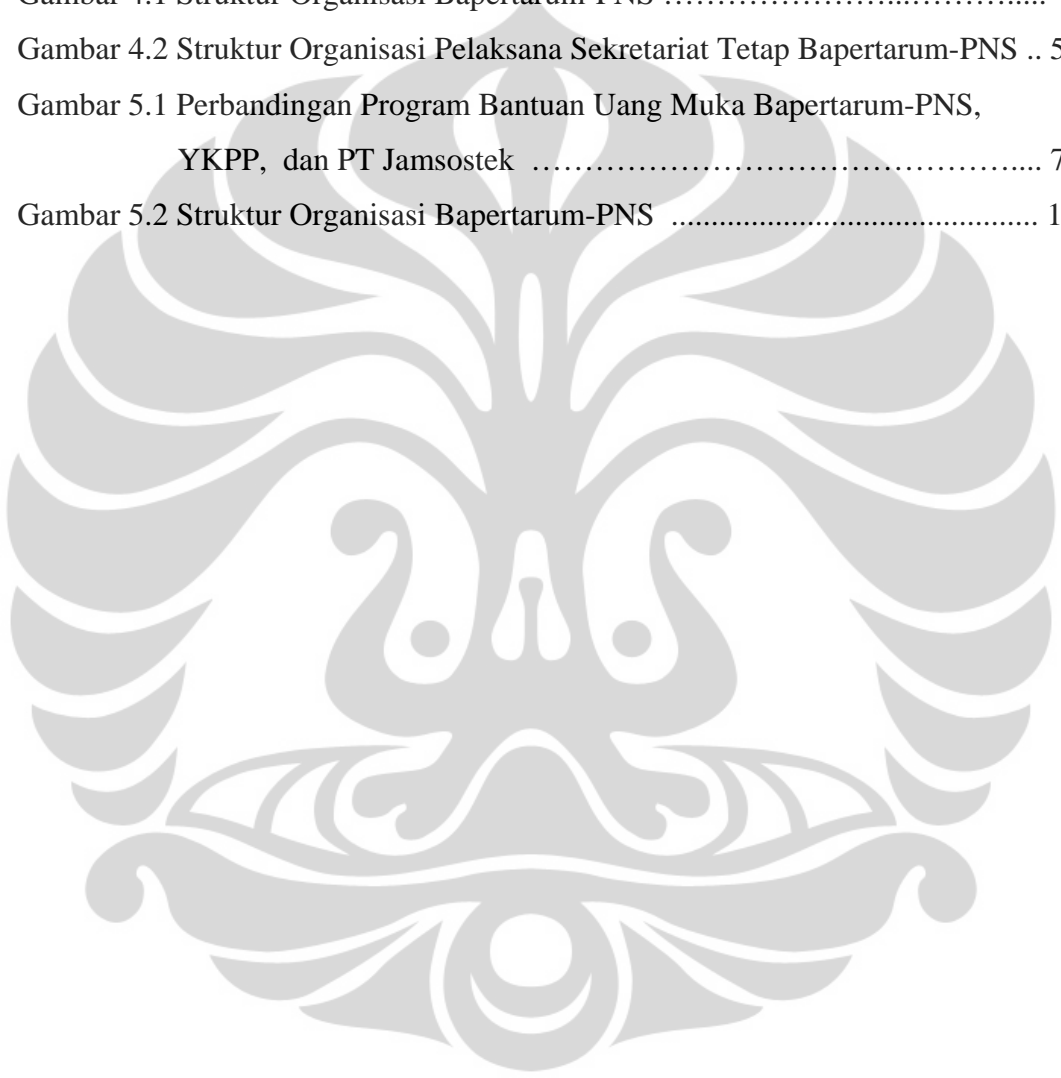 Gambar 4.1 Struktur Organisasi Bapertarum-PNS …………………...……….....
Gambar 4.2 Struktur Organisasi Pelaksana Sekretariat Tetap Bapertarum-PNS .. 5
Gambar 5.1 Perbandingan Program Bantuan Uang Muka Bapertarum-PNS,
YKPP,  dan PT Jamsostek ……………………………………….... 7
Gambar 5.2 Struktur Organisasi Bapertarum-PNS ............................................. 1